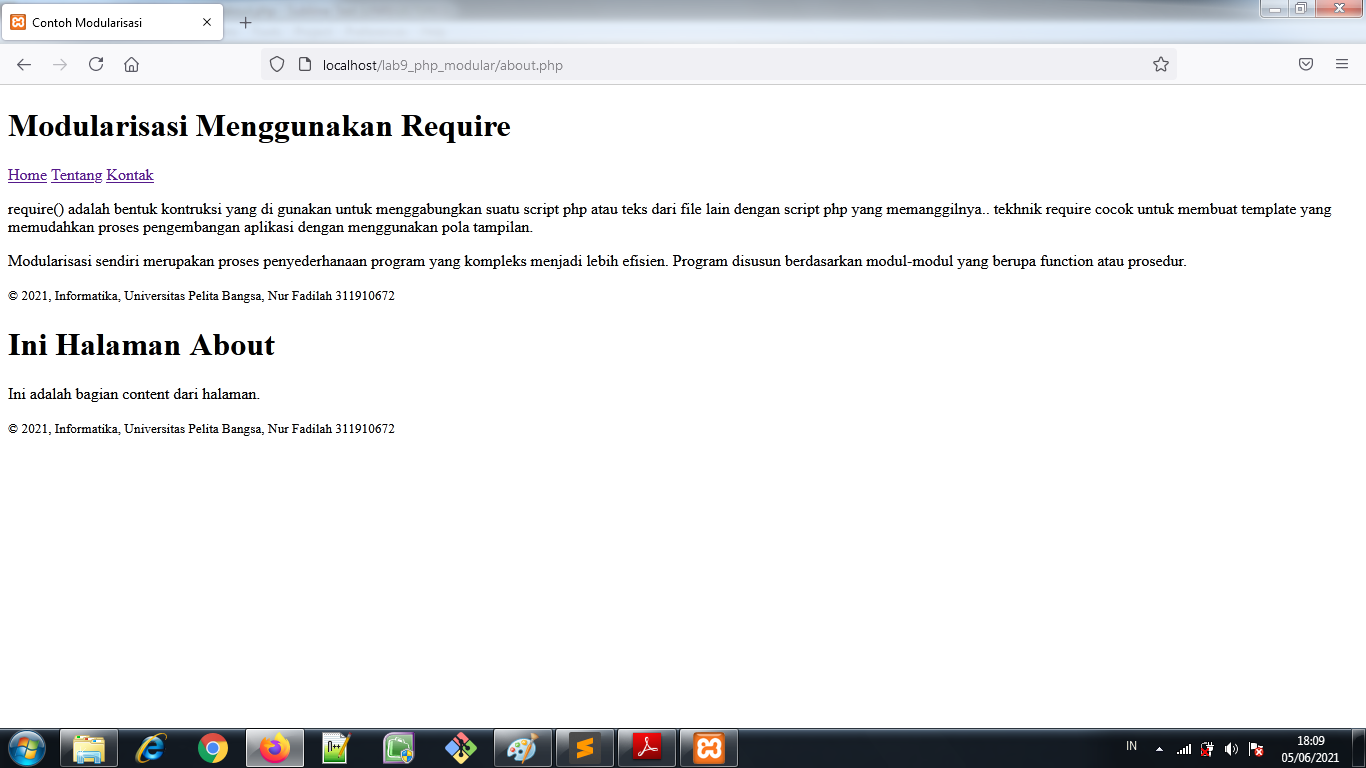 Contoh Modularisasi
localhost/lab9_php_modular/about.php
Modularisasi Menggunakan Require
Home Tentang Kontak
require() adalah bentuk kontruksi yang di gunakan untuk menggabungkan suatu script php atau teks dari file lain dengan script php yang memanggilnya.. tekhnik require cocok untuk membuat template yang
memudahkan proses pengembangan aplikasi dengan menggunakan pola tampilan.
Modularisasi sendiri merupakan proses penyederhanaan program yang kompleks menjadi lebih efisien. Program disusun berdasarkan modul-modul yang berupa function atau prosedur.
© 2021, Informatika, Universitas Pelita Bangsa, Nur Fadilah 311910672
Ini Halaman About
Ini adalah bagian content dari halaman.
© 2021, Informatika, Universitas Pelita Bangsa, Nur Fadilah 311910672
IN
18:09
05/06/2021